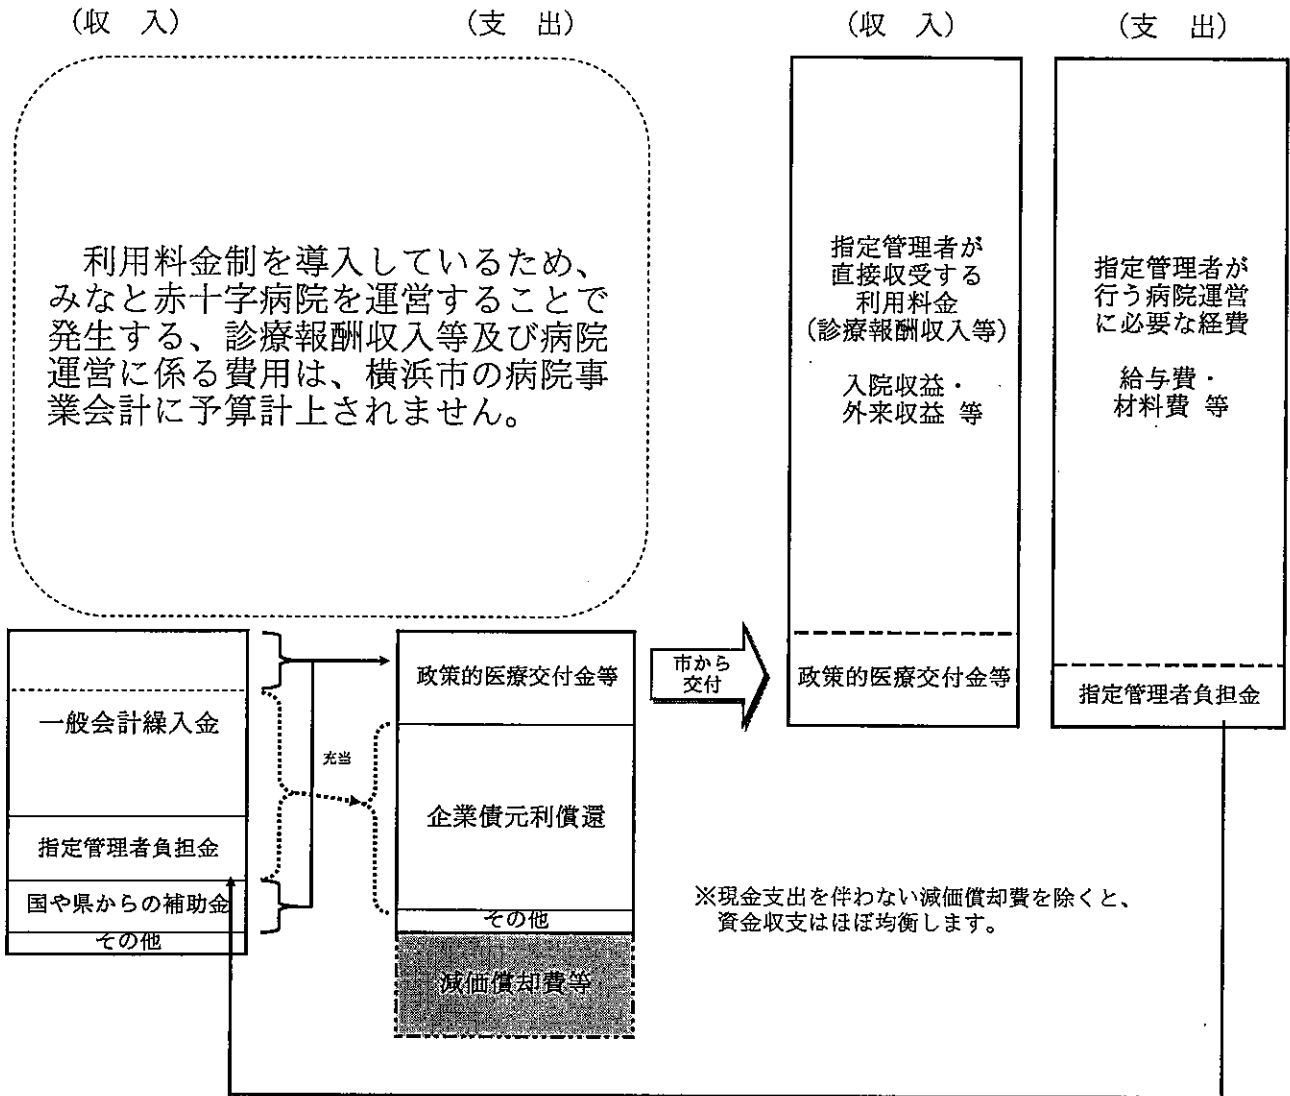 (収　入)
(支　出)
(収　入)
(支　出)
利用料金制を導入しているため、
みなと赤十字病院を運営することで
発生する、診療報酬収入等及び病院
運営に係る費用は、横浜市の病院事
業会計に予算計上されません。
一般会計繰入金
指定管理者負担金
国や県からの補助金
その他
充当
政策的医療交付金等
企業債元利償還
その他
減価償却費等
市から
交付
指定管理者が
直接収受する
利用料金
(診療報酬収入等)
入院収益・
外来収益 等
政策的医療交付金等
指定管理者が
行う病院運営
に必要な経費
給与費・
材料費 等
指定管理者負担金
※現金支出を伴わない減価償却費を除くと、
資金収支はほぼ均衡します。